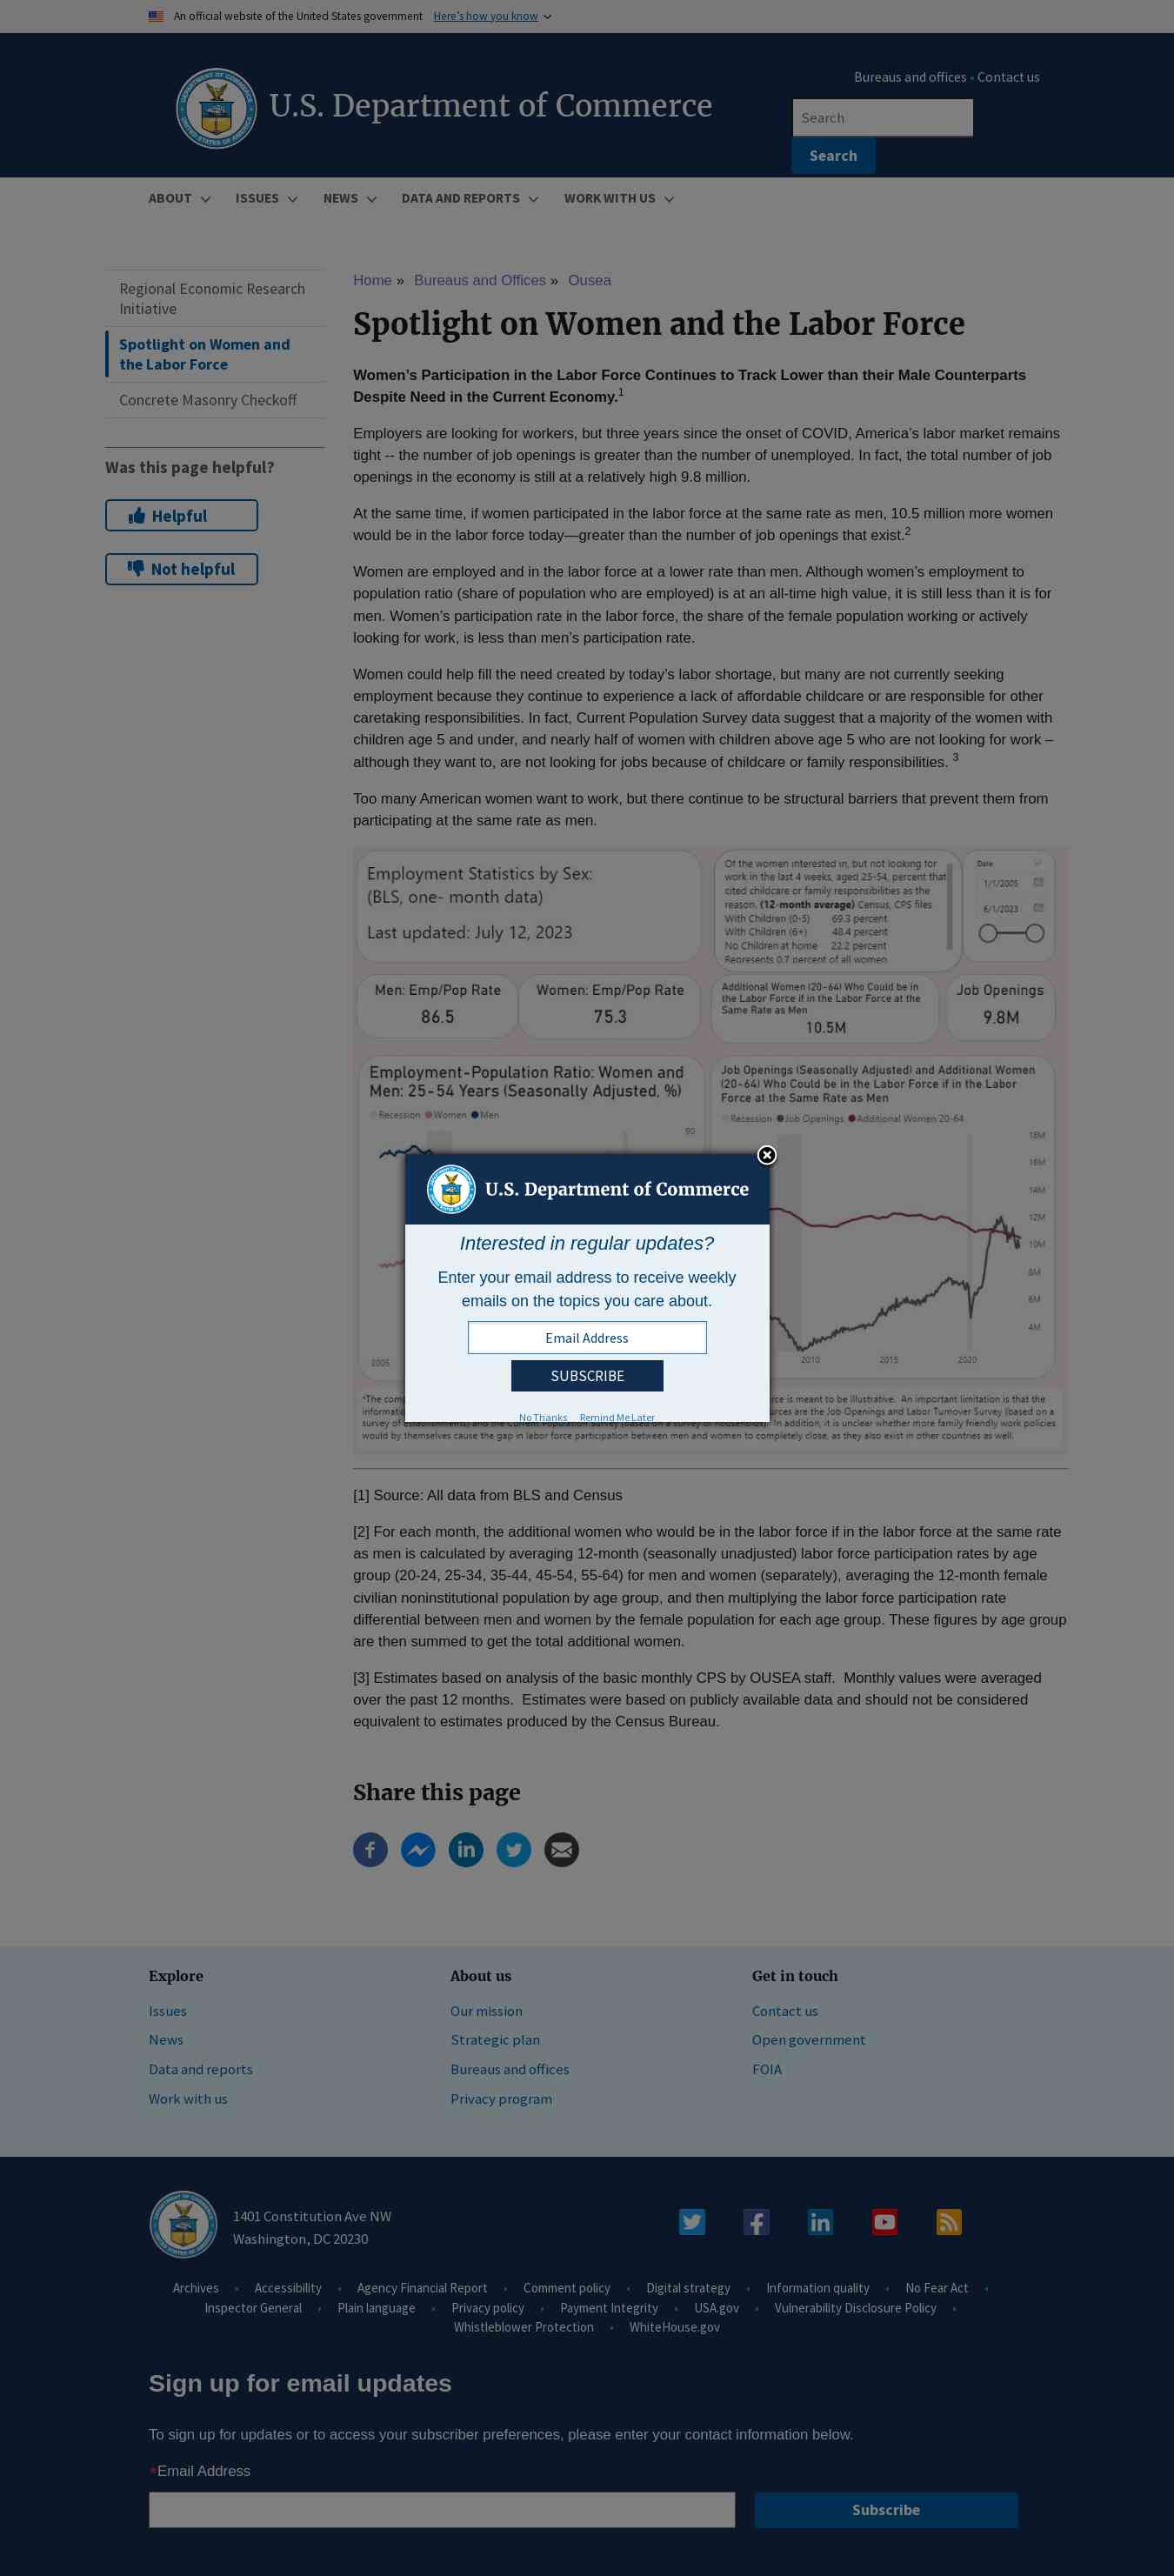 An official website of the United States government Here's how you know
U.S. Department of Commerce
Bureaus and offices • Contact us
Search
Search
ABOUT ISSUES NEWS DATA AND REPORTS WORK WITH US
Regional Economic Research
Initiative
Spotlight on Women and
the Labor Force
Concrete Masonry Checkoff
Was this page helpful?
Helpful
Not helpful
Home » Bureaus and Offices » Ousea
Spotlight on Women and the Labor Force
Women's Participation in the Labor Force Continues to Track Lower than their Male Counterparts
Despite Need in the Current Economy.1
Employers are looking for workers, but three years since the onset of COVID, America's labor market remains
tight -- the number of job openings is greater than the number of unemployed. In fact, the total number of job
openings in the economy is still at a relatively high 9.8 million.
At the same time, if women participated in the labor force at the same rate as men, 10.5 million more women
would be in the labor force today—greater than the number of job openings that exist.2
Women are employed and in the labor force at a lower rate than men. Although women's employment to
population ratio (share of population who are employed) is at an all-time high value, it is still less than it is for
men. Women's participation rate in the labor force, the share of the female population working or actively
looking for work, is less than men's participation rate.
Women could help fill the need created by today's labor shortage, but many are not currently seeking
employment because they continue to experience a lack of affordable childcare or are responsible for other
caretaking responsibilities. In fact, Current Population Survey data suggest that a majority of the women with
children age 5 and under, and nearly half of women with children above age 5 who are not looking for work –
although they want to, are not looking for jobs because of childcare or family responsibilities. 3
Too many American women want to work, but there continue to be structural barriers that prevent them from
participating at the same rate as men.
Employment Statistics by Sex:
(BLS, one- month data)
Last updated: July 12, 2023
Of the women interested in, but not looking for
work in the last 4 weeks, aged 25-54, percent that
cited childcare or family responsibilities as the
reason. (12-month average) Census, CPS files
With Children (0-5) 69.3 percent
With Children (6+) 48.4 percent
No Children at home 22.2 percent
Represents 0.7 percent of all women
Date
1/1/2005
6/1/2023
Men: Emp/Pop Rate
86.5
Women: Emp/Pop Rate
75.3
Additional Women (20-64) Who Could be in
the Labor Force if in the Labor Force at the
Same Rate as Men
10.5M
Job Openings
9.8M
Employment-Population Ratio: Women and
Men: 25-54 Years (Seasonally Adjusted, %)
Recession Women Men
90
2005
Job Openings (Seasonally Adjusted) and Additional Women
(20-64) Who Could be in the Labor Force if in the Labor
Force at the Same Rate as Men
Recession Job Openings Additional Women 20-64
18M
16M
14M
12M
10M
8M
6M
4M
2010 2015 2020
U.S. Department of Commerce
Interested in regular updates?
Enter your email address to receive weekly
emails on the topics you care about.
Email Address
SUBSCRIBE
No Thanks Remind Me Later
is meant to be illustrative. An important limitation is that the
are the Job Openings and Labor Turnover Survey (based on a
survey of establishments) and the Current Population Survey (based on a survey of households). In addition, it is unclear whether more family friendly work policies
would by themselves cause the gap in labor force participation between men and women to completely close, as they also exist in other countries as well.
[1] Source: All data from BLS and Census
[2] For each month, the additional women who would be in the labor force if in the labor force at the same rate
as men is calculated by averaging 12-month (seasonally unadjusted) labor force participation rates by age
group (20-24, 25-34, 35-44, 45-54, 55-64) for men and women (separately), averaging the 12-month female
civilian noninstitutional population by age group, and then multiplying the labor force participation rate
differential between men and women by the female population for each age group. These figures by age group
are then summed to get the total additional women.
[3] Estimates based on analysis of the basic monthly CPS by OUSEA staff. Monthly values were averaged
over the past 12 months. Estimates were based on publicly available data and should not be considered
equivalent to estimates produced by the Census Bureau.
Share this page
Explore
Issues
News
Data and reports
Work with us
About us
Our mission
Strategic plan
Bureaus and offices
Privacy program
Get in touch
Contact us
Open government
FOIA
1401 Constitution Ave NW
Washington, DC 20230
Archives • Accessibility • Agency Financial Report • Comment policy • Digital strategy • Information quality • No Fear Act •
Inspector General • Plain language • Privacy policy • Payment Integrity • USA.gov • Vulnerability Disclosure Policy •
Whistleblower Protection • WhiteHouse.gov
Sign up for email updates
To sign up for updates or to access your subscriber preferences, please enter your contact information below.
*Email Address
Subscribe